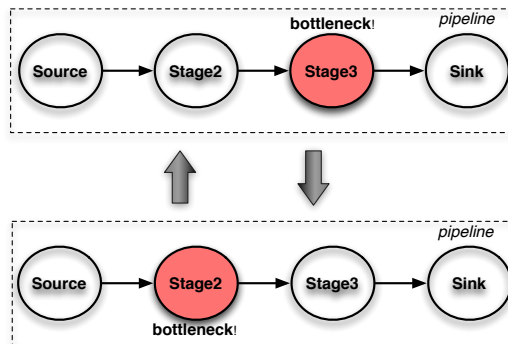 bottleneck!
pipeline
Source
Stage2
Stage3
Sink
pipeline
Source
Stage2
Stage3
Sink
bottleneck!